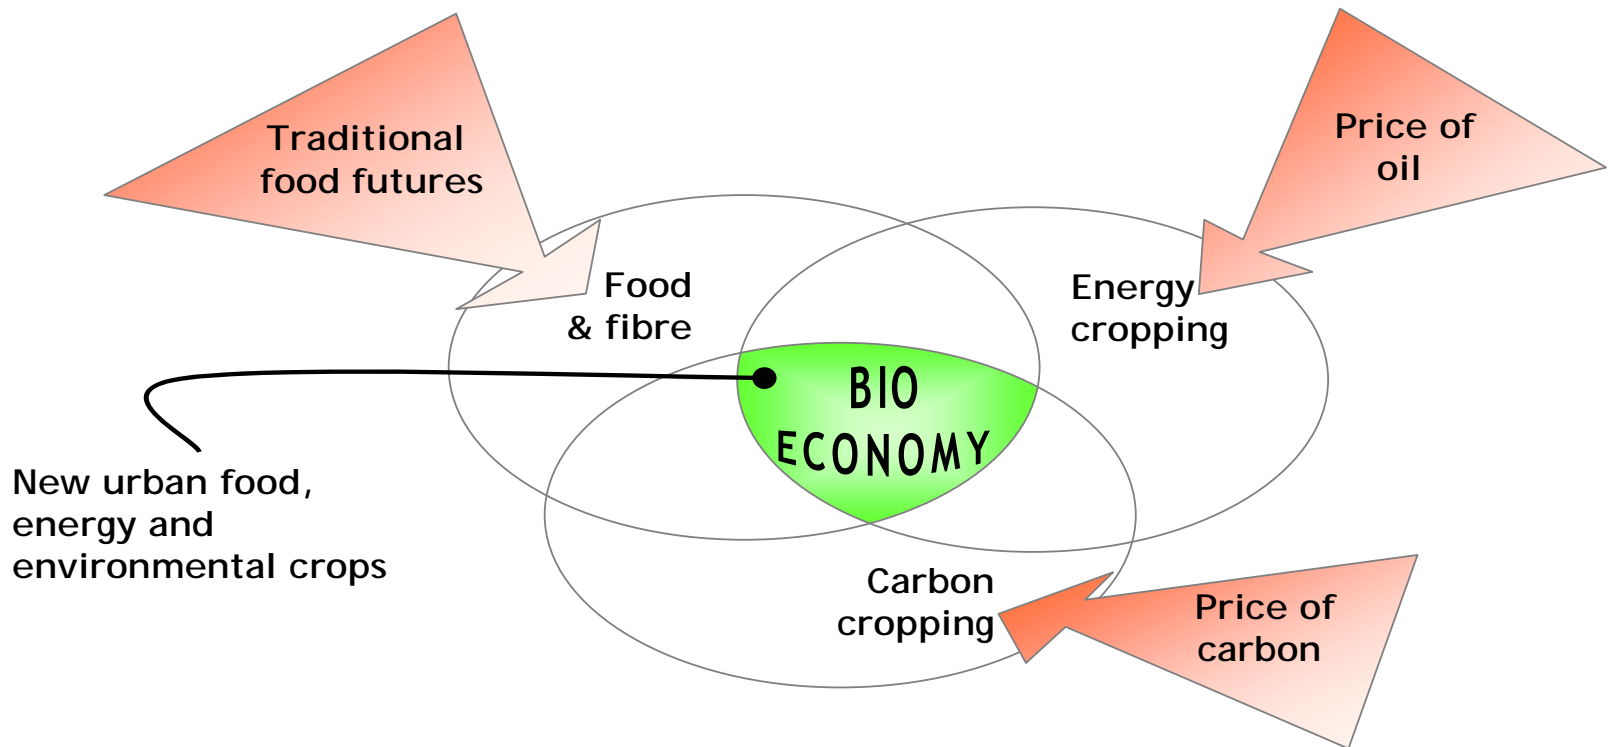 Traditional
food futures
Price of
oil
Food
& fibre
Energy
cropping
BIO
ECONOMY
New urban food,
energy and
environmental crops
Carbon
cropping
Price of
carbon